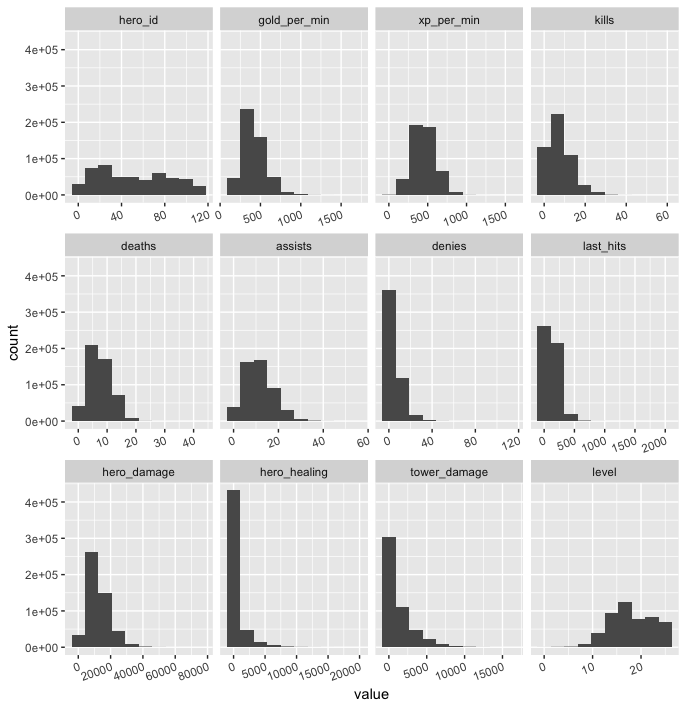 hero_id gold_per_min xp_per_min kills
4e+05
3e+05
2e+05
1e+05
0e+00
0 40 80 120 0 500 1000 1500 0 500 1000 1500 0 20 40 60
deaths assists denies last_hits
4e+05
3e+05
2e+05
1e+05
0e+00
0 10 20 30 40 0 20 40 60 0 40 80 120 0 500 1000 1500 2000
hero_damage hero_healing tower_damage level
4e+05
3e+05
2e+05
1e+05
0e+00
0 20000 40000 60000 80000 0 5000 10000 15000 20000 0 5000 10000 15000 0 10 20
count
value